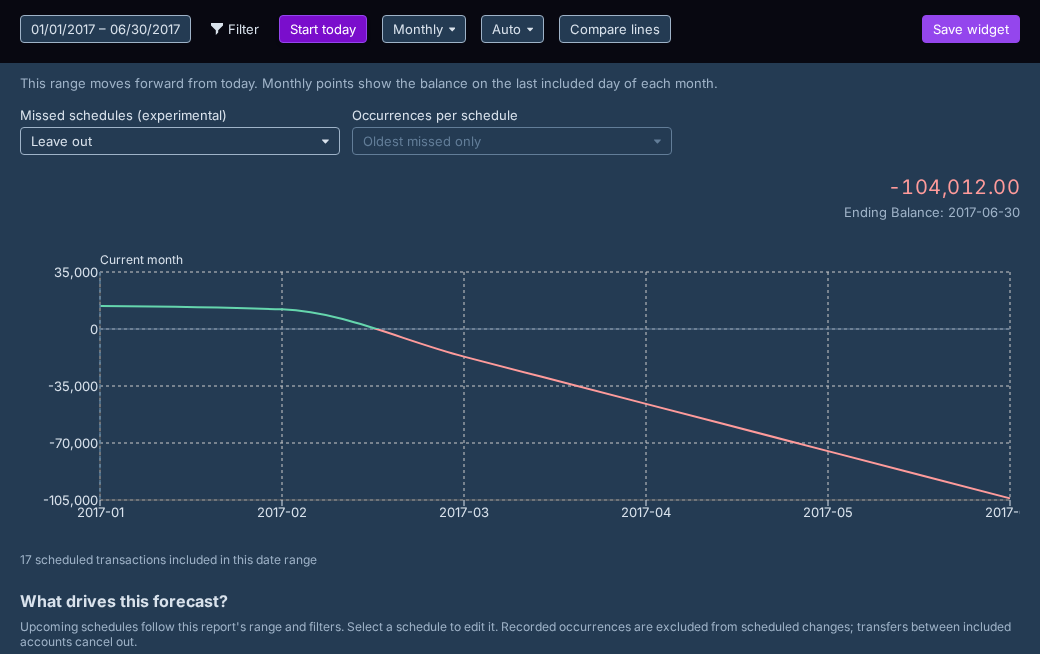 01/01/2017 – 06/30/2017 Filter Start today Monthly Auto Compare lines Save widget
This range moves forward from today. Monthly points show the balance on the last included day of each month.
Missed schedules (experimental) Occurrences per schedule
Leave out Oldest missed only
-104,012.00
Ending Balance: 2017-06-30
Current month
35,000
0
-35,000
-70,000
-105,000
2017-01 2017-02 2017-03 2017-04 2017-05 2017-
17 scheduled transactions included in this date range
What drives this forecast?
Upcoming schedules follow this report's range and filters. Select a schedule to edit it. Recorded occurrences are excluded from scheduled changes; transfers between included
accounts cancel out.